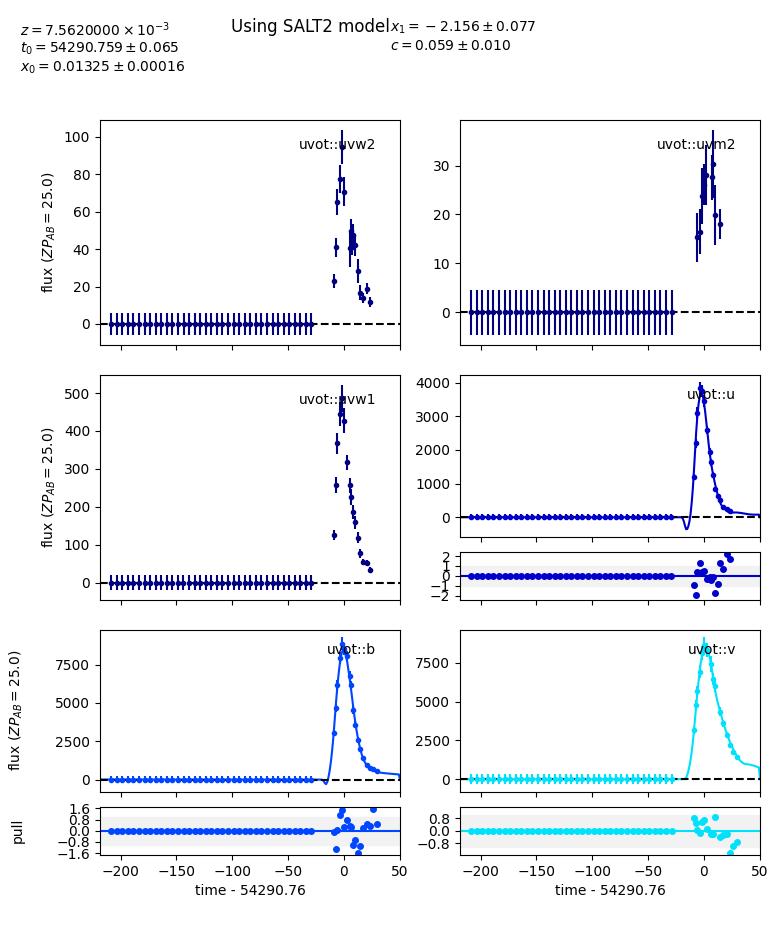 Using SALT2 model
z = 7.5620000 × 10⁻³
t₀ = 54290.759 ± 0.065
x₀ = 0.01325 ± 0.00016
x₁ = −2.156 ± 0.077
c = 0.059 ± 0.010
uvot::uvw2
flux (ZP_AB = 25.0)
100
80
60
40
20
0
uvot::uvm2
30
20
10
0
uvot::uvw1
flux (ZP_AB = 25.0)
500
400
300
200
100
0
uvot::u
4000
3000
2000
1000
0
2
1
0
−1
−2
uvot::b
flux (ZP_AB = 25.0)
7500
5000
2500
0
uvot::v
7500
5000
2500
0
pull
1.6
0.8
0.0
−0.8
−1.6
−200 −150 −100 −50 0 50
time - 54290.76
0.8
0.0
−0.8
−200 −150 −100 −50 0 50
time - 54290.76